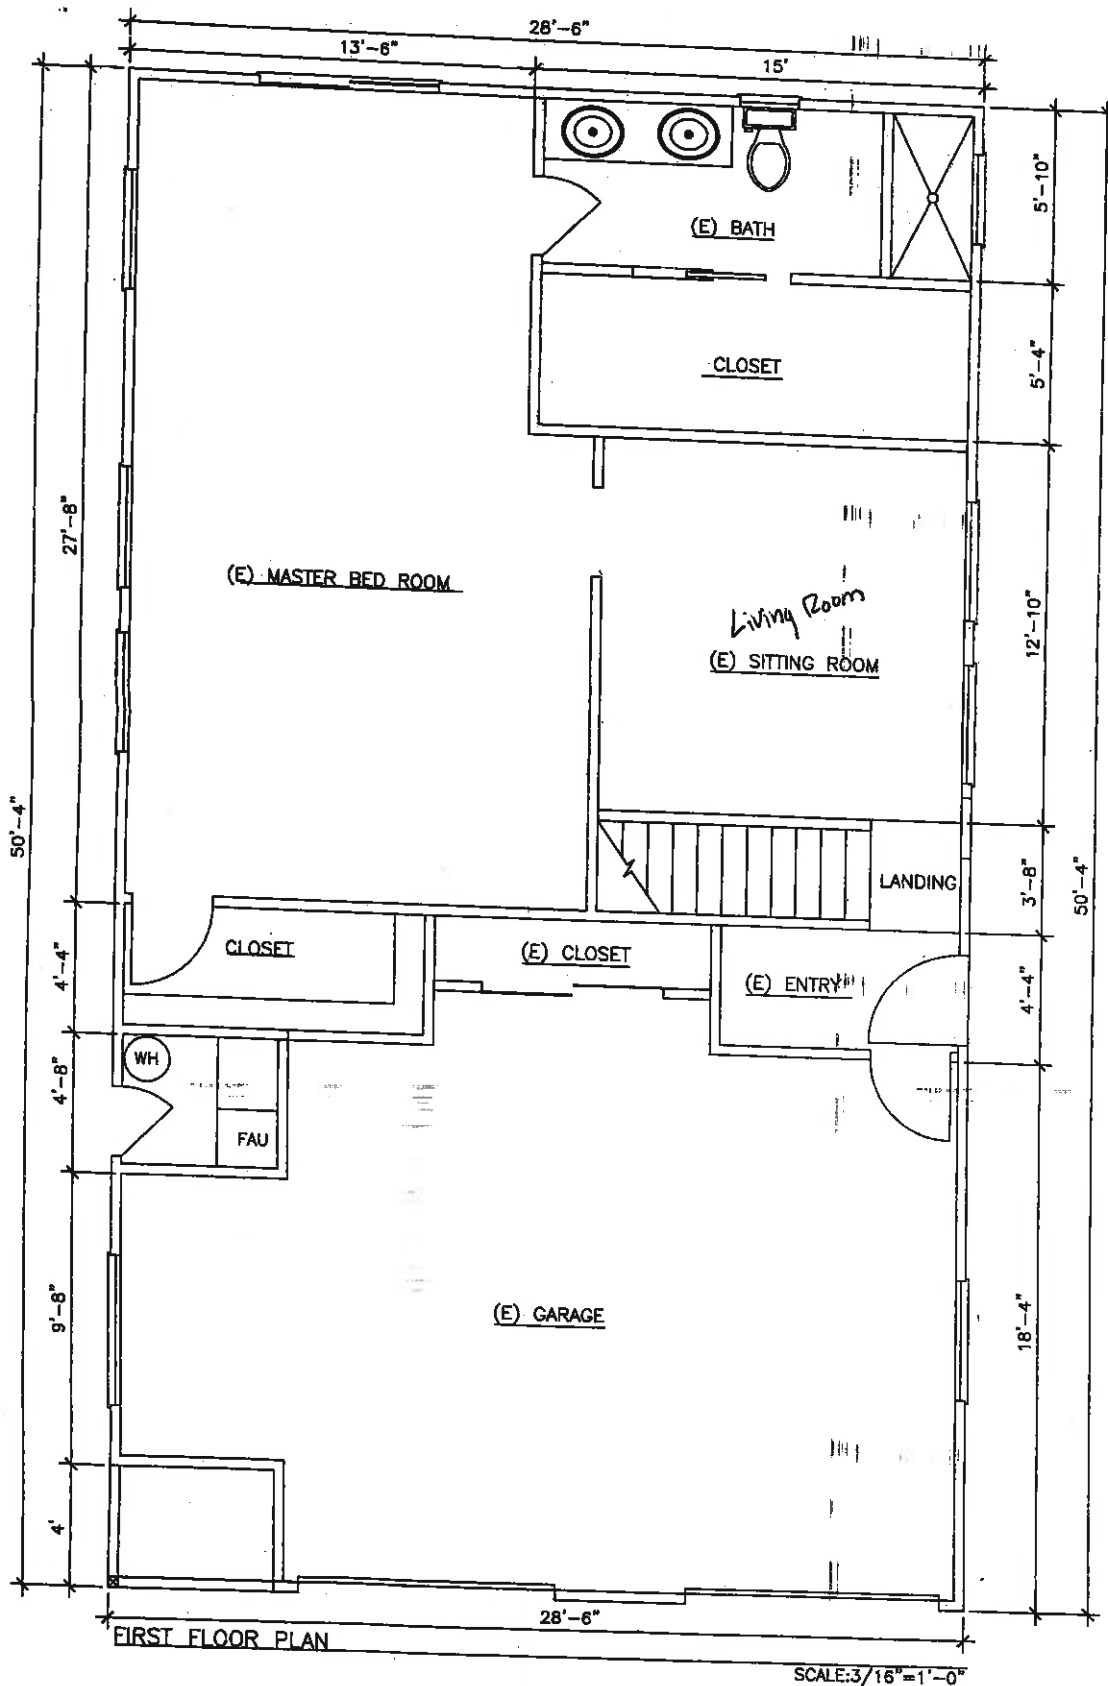 28'-6"
13'-6"
15'
5'-10"
(E) BATH
5'-4"
CLOSET
27'-8"
(E) MASTER BED ROOM
Living Room
(E) SITTING ROOM
12'-10"
50'-4"
LANDING
3'-8"
50'-4"
CLOSET
(E) CLOSET
(E) ENTRY
4'-4"
4'-4"
WH
4'-8"
FAU
9'-8"
(E) GARAGE
18'-4"
4'
28'-6"
FIRST FLOOR PLAN
SCALE:3/16"=1'-0"